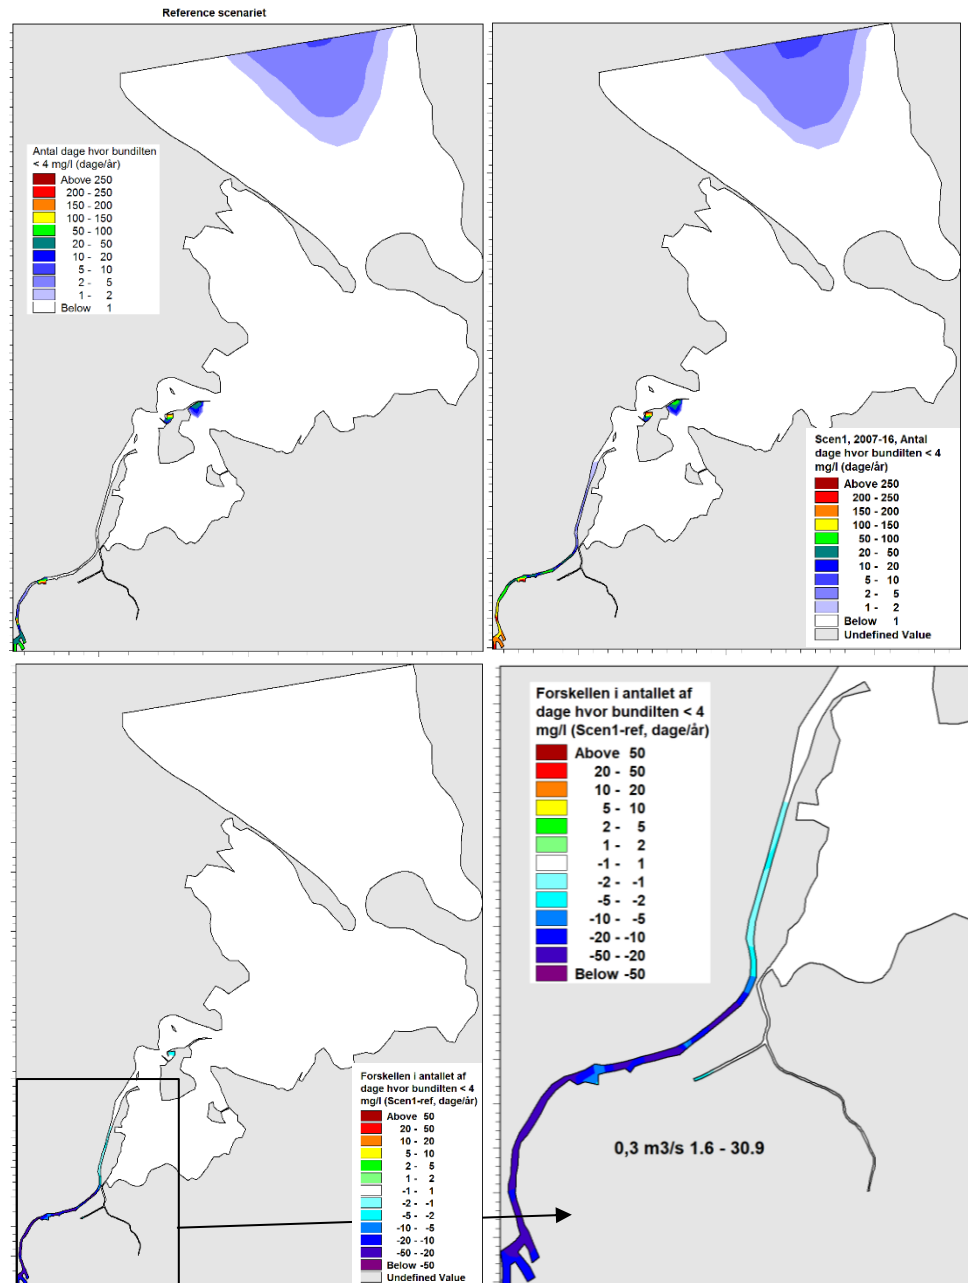 Reference scenariet
Antal dage hvor bundilten
< 4 mg/l (dage/år)
Above 250
200 - 250
150 - 200
100 - 150
50 - 100
20 - 50
10 - 20
5 - 10
2 - 5
1 - 2
Below 1
Scen1, 2007-16, Antal
dage hvor bundilten < 4
mg/l (dage/år)
Above 250
200 - 250
150 - 200
100 - 150
50 - 100
20 - 50
10 - 20
5 - 10
2 - 5
1 - 2
Below 1
Undefined Value
Forskellen i antallet af
dage hvor bundilten < 4
mg/l (Scen1-ref, dage/år)
Above 50
20 - 50
10 - 20
5 - 10
2 - 5
1 - 2
-1 - 1
-2 - -1
-5 - -2
-10 - -5
-20 - -10
-50 - -20
Below -50
Undefined Value
Forskellen i antallet af
dage hvor bundilten < 4
mg/l (Scen1-ref, dage/år)
Above 50
20 - 50
10 - 20
5 - 10
2 - 5
1 - 2
-1 - 1
-2 - -1
-5 - -2
-10 - -5
-20 - -10
-50 - -20
Below -50
0,3 m3/s 1.6 - 30.9